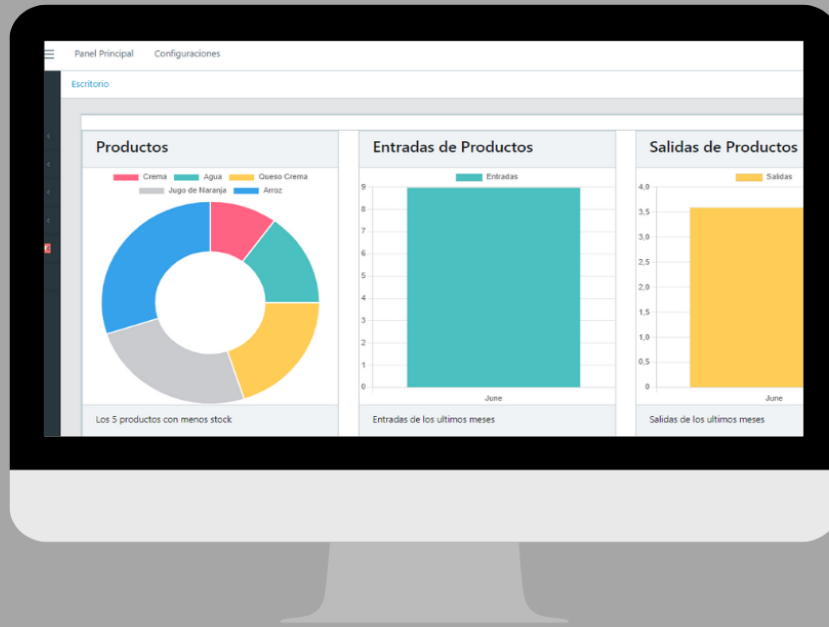 Panel Principal Configuraciones
Escritorio
Productos
Crema Agua Queso Crema
Jugo de Naranja Arroz
Los 5 productos con menos stock
Entradas de Productos
Entradas
9
8
7
6
5
4
3
2
1
0
June
Entradas de los ultimos meses
Salidas de Productos
Salidas
4,0
3,5
3,0
2,5
2,0
1,5
1,0
0,5
0
June
Salidas de los ultimos meses